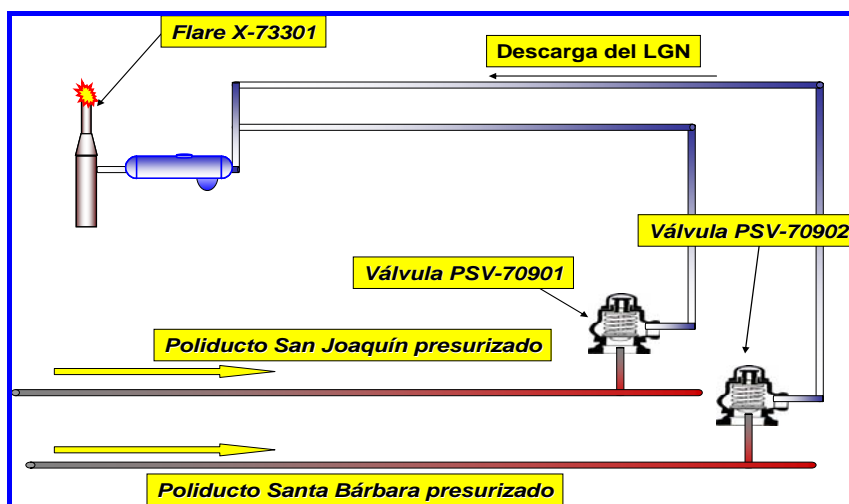 Flare X-73301
Descarga del LGN
Válvula PSV-70902
Válvula PSV-70901
Poliducto San Joaquín presurizado
Poliducto Santa Bárbara presurizado